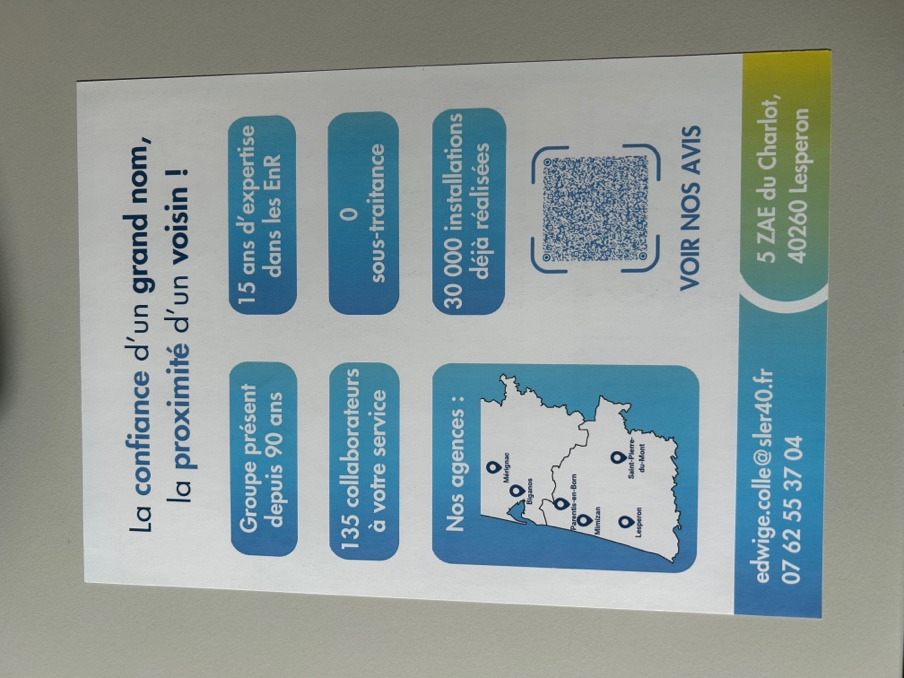 La confiance d'un grand nom,
la proximité d'un voisin !
Groupe présent
depuis 90 ans
15 ans d'expertise
dans les EnR
135 collaborateurs
à votre service
0
sous-traitance
30 000 installations
déjà réalisées
Nos agences :
Mérignac
Biganos
Parentis-en-Born
Mimizan
Lesperon
Saint-Pierre-
du-Mont
VOIR NOS AVIS
edwige.colle@sler40.fr
07 62 55 37 04
5 ZAE du Charlot,
40260 Lesperon